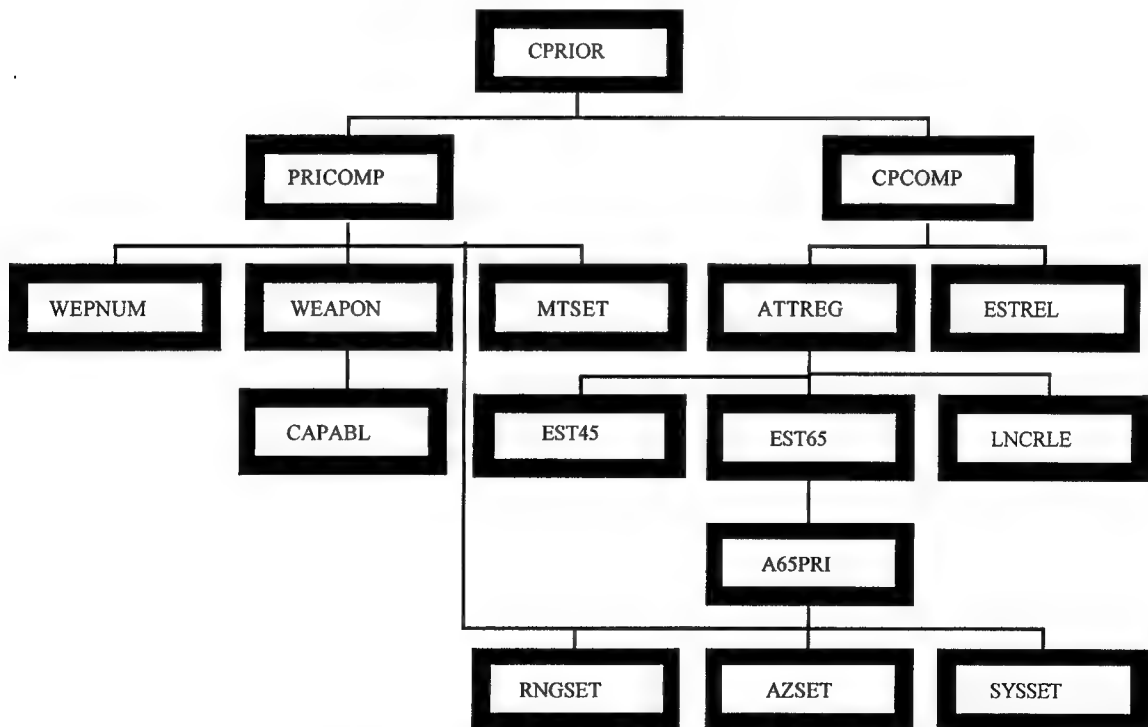 CPRIOR
PRICOMP
CPCOMP
WEPNUM
WEAPON
MTSET
ATTREG
ESTREL
CAPABL
EST45
EST65
LNCRLE
A65PRI
RNGSET
AZSET
SYSSET